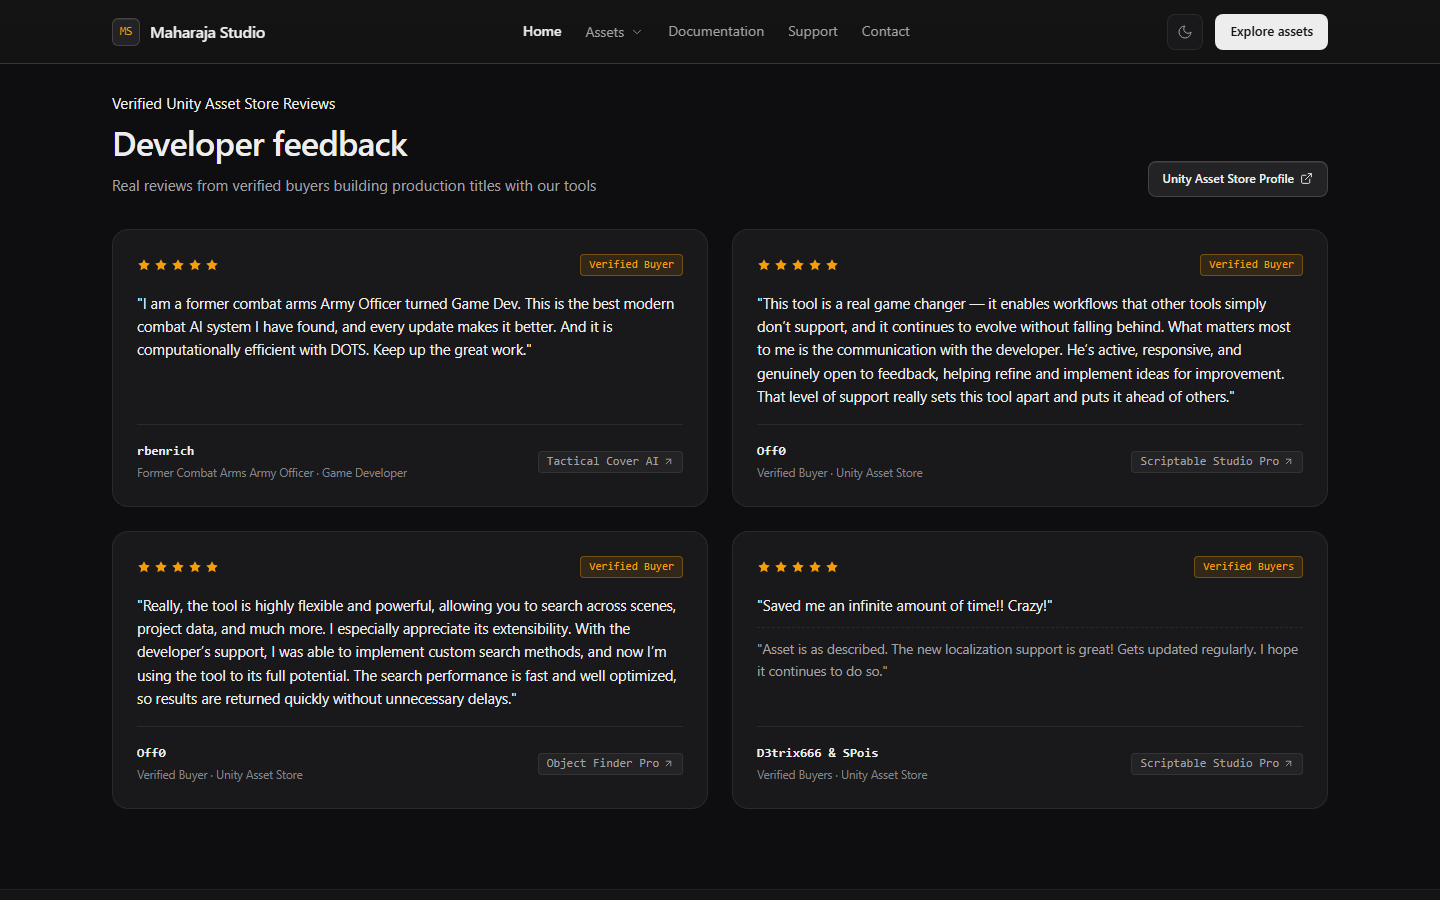 MS Maharaja Studio Home Assets Documentation Support Contact Explore assets
Verified Unity Asset Store Reviews
Developer feedback
Real reviews from verified buyers building production titles with our tools
Unity Asset Store Profile
Verified Buyer
"I am a former combat arms Army Officer turned Game Dev. This is the best modern
combat AI system I have found, and every update makes it better. And it is
computationally efficient with DOTS. Keep up the great work."
rbenrich
Former Combat Arms Army Officer · Game Developer
Tactical Cover AI ↗
Verified Buyer
"This tool is a real game changer — it enables workflows that other tools simply
don’t support, and it continues to evolve without falling behind. What matters most
to me is the communication with the developer. He’s active, responsive, and
genuinely open to feedback, helping refine and implement ideas for improvement.
That level of support really sets this tool apart and puts it ahead of others."
Off0
Verified Buyer · Unity Asset Store
Scriptable Studio Pro ↗
Verified Buyer
"Really, the tool is highly flexible and powerful, allowing you to search across scenes,
project data, and much more. I especially appreciate its extensibility. With the
developer’s support, I was able to implement custom search methods, and now I’m
using the tool to its full potential. The search performance is fast and well optimized,
so results are returned quickly without unnecessary delays."
Off0
Verified Buyer · Unity Asset Store
Object Finder Pro ↗
Verified Buyers
"Saved me an infinite amount of time!! Crazy!"
"Asset is as described. The new localization support is great! Gets updated regularly. I hope
it continues to do so."
D3trix666 & SPois
Verified Buyers · Unity Asset Store
Scriptable Studio Pro ↗